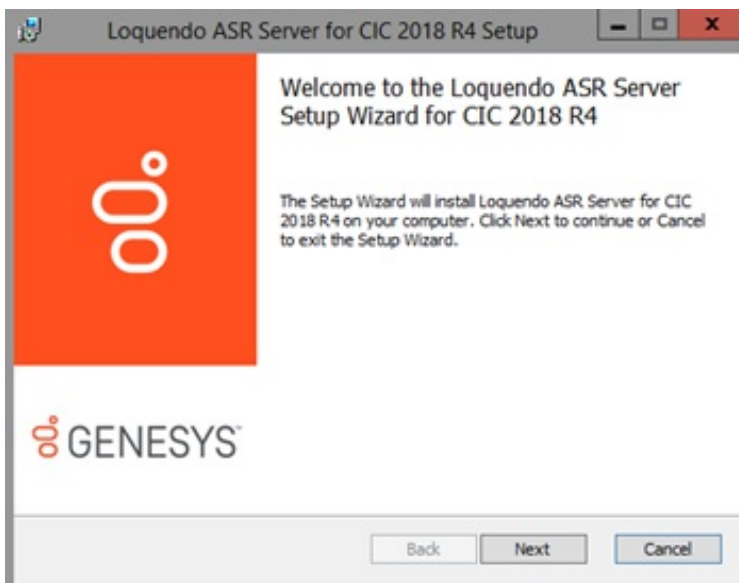 Loquendo ASR Server for CIC 2018 R4 Setup
Welcome to the Loquendo ASR Server
Setup Wizard for CIC 2018 R4
The Setup Wizard will install Loquendo ASR Server for CIC
2018 R4 on your computer. Click Next to continue or Cancel
to exit the Setup Wizard.
GENESYS
Back
Next
Cancel